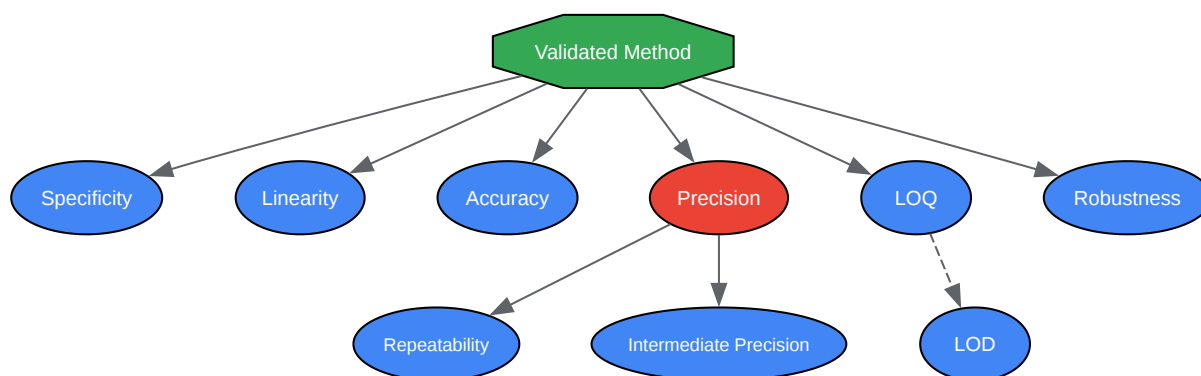 Validated Method
Specificity
Linearity
Accuracy
Precision
LOQ
Robustness
Repeatability
Intermediate Precision
LOD